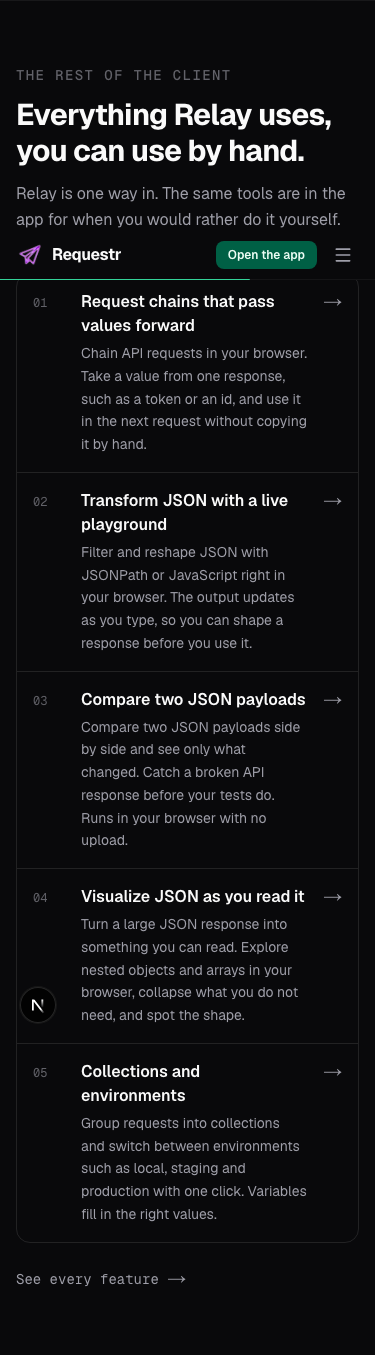 THE REST OF THE CLIENT
Everything Relay uses,
you can use by hand.
Relay is one way in. The same tools are in the
app for when you would rather do it yourself.
Requestr
Open the app
01
Request chains that pass
values forward
Chain API requests in your browser.
Take a value from one response,
such as a token or an id, and use it
in the next request without copying
it by hand.
02
Transform JSON with a live
playground
Filter and reshape JSON with
JSONPath or JavaScript right in
your browser. The output updates
as you type, so you can shape a
response before you use it.
03
Compare two JSON payloads
Compare two JSON payloads side
by side and see only what
changed. Catch a broken API
response before your tests do.
Runs in your browser with no
upload.
04
Visualize JSON as you read it
Turn a large JSON response into
something you can read. Explore
nested objects and arrays in your
browser, collapse what you do not
need, and spot the shape.
N
05
Collections and
environments
Group requests into collections
and switch between environments
such as local, staging and
production with one click. Variables
fill in the right values.
See every feature →